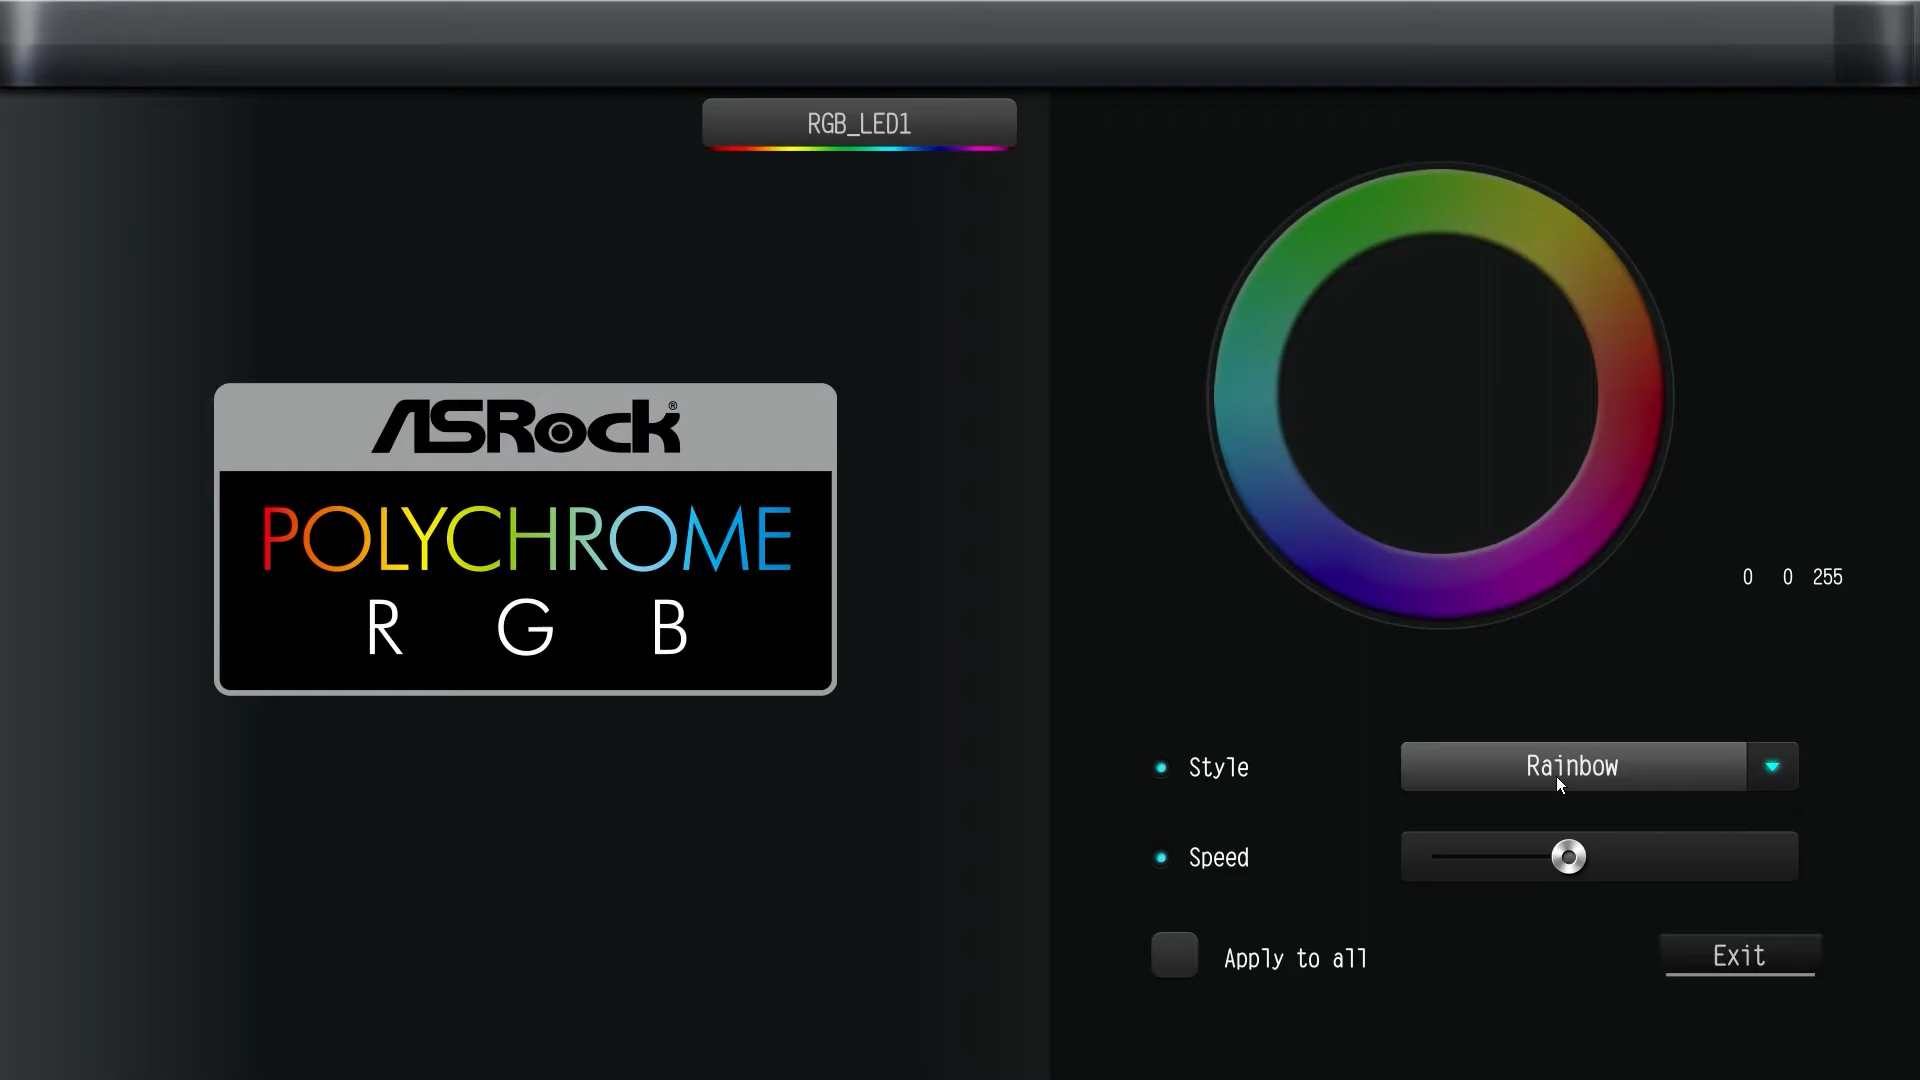 RGB_LED1
ASRock®
POLYCHROME
R G B
0 0 255
Style
Rainbow
Speed
Apply to all
Exit